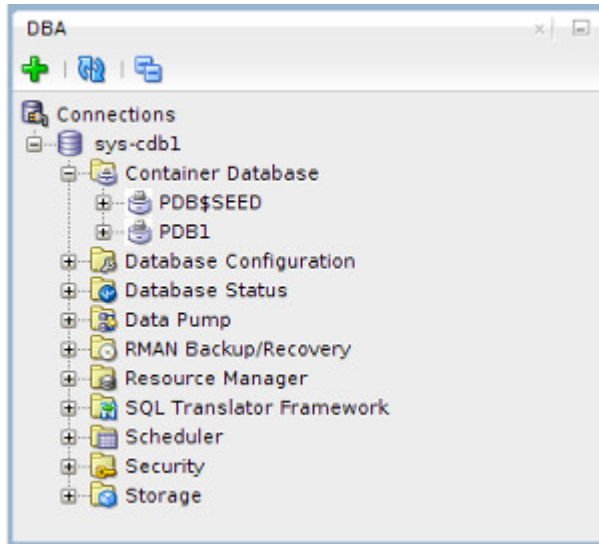 DBA
Connections
sys-cdb1
Container Database
PDB$SEED
PDB1
Database Configuration
Database Status
Data Pump
RMAN Backup/Recovery
Resource Manager
SQL Translator Framework
Scheduler
Security
Storage